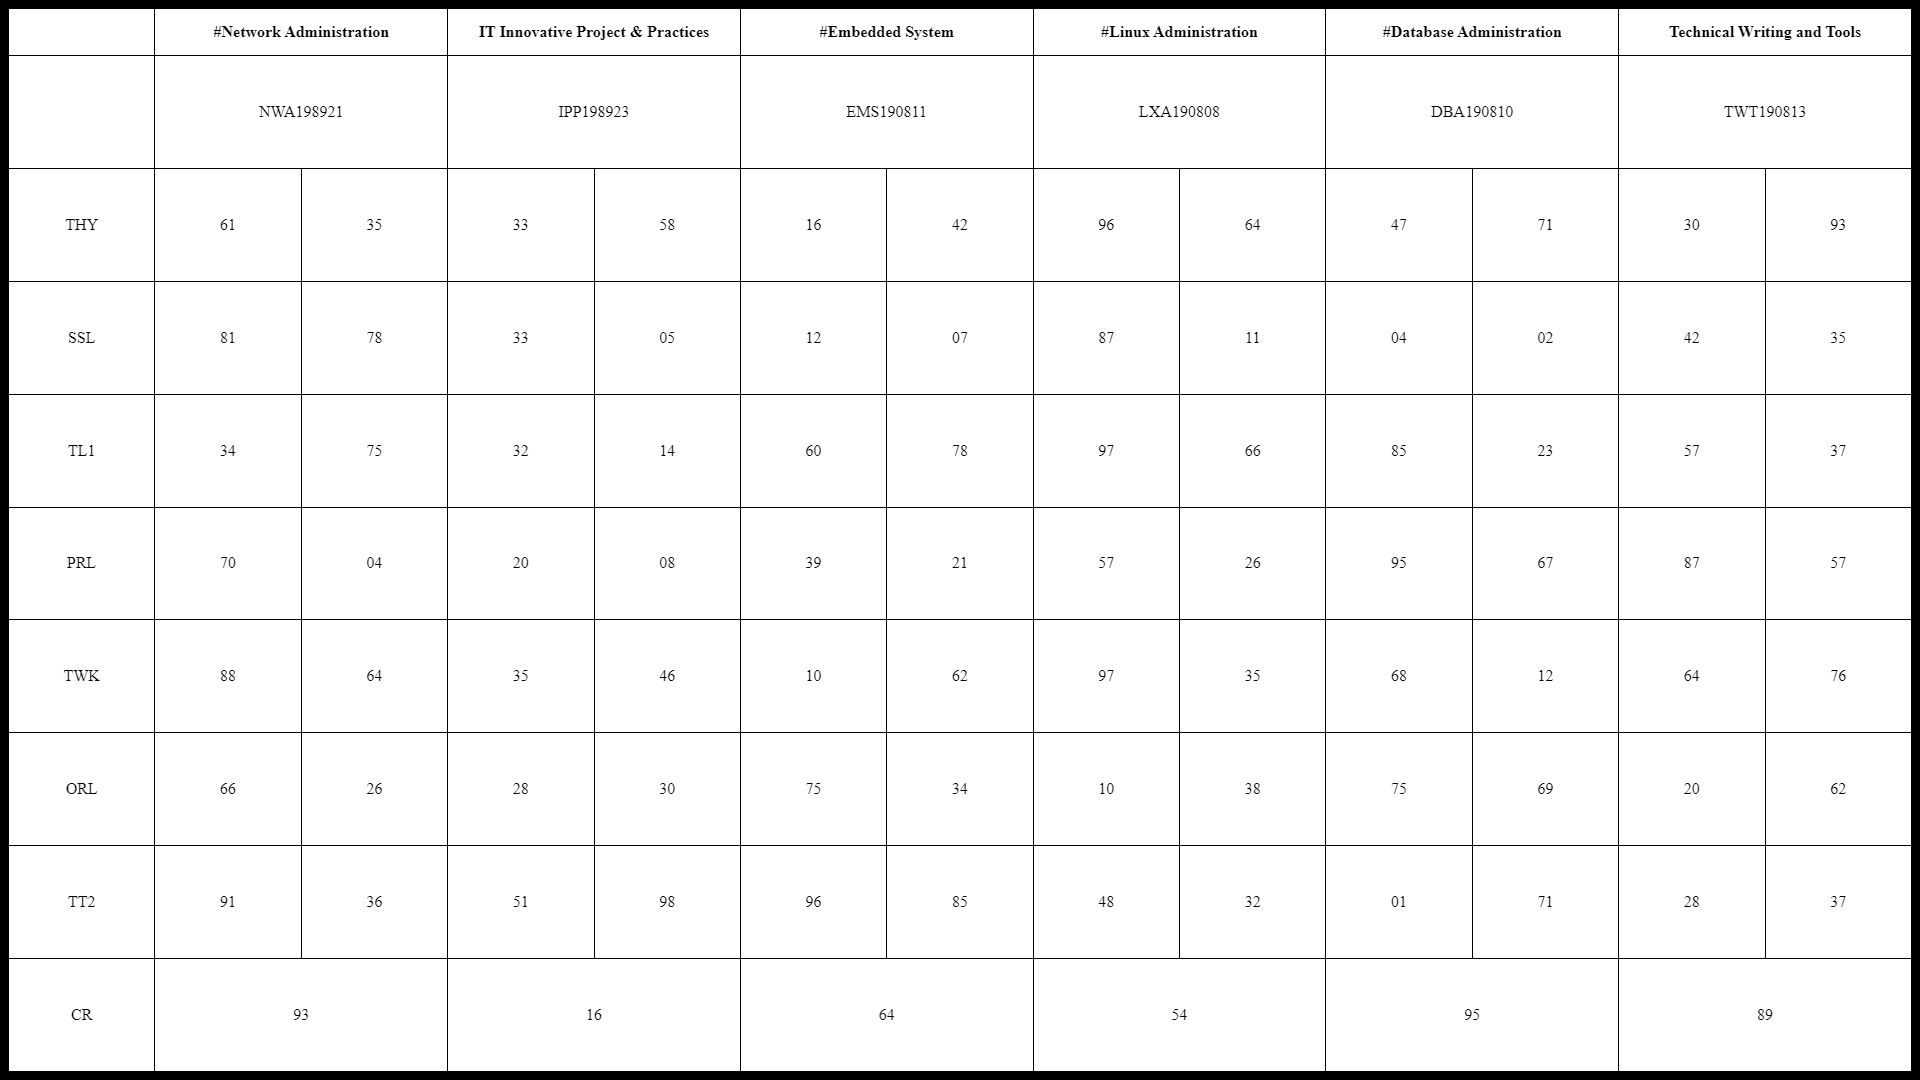 #Network Administration IT Innovative Project & Practices #Embedded System #Linux Administration #Database Administration Technical Writing and Tools
NWA198921 IPP198923 EMS190811 LXA190808 DBA190810 TWT190813
THY 61 35 33 58 16 42 96 64 47 71 30 93
SSL 81 78 33 05 12 07 87 11 04 02 42 35
TL1 34 75 32 14 60 78 97 66 85 23 57 37
PRL 70 04 20 08 39 21 57 26 95 67 87 57
TWK 88 64 35 46 10 62 97 35 68 12 64 76
ORL 66 26 28 30 75 34 10 38 75 69 20 62
TT2 91 36 51 98 96 85 48 32 01 71 28 37
CR 93 16 64 54 95 89